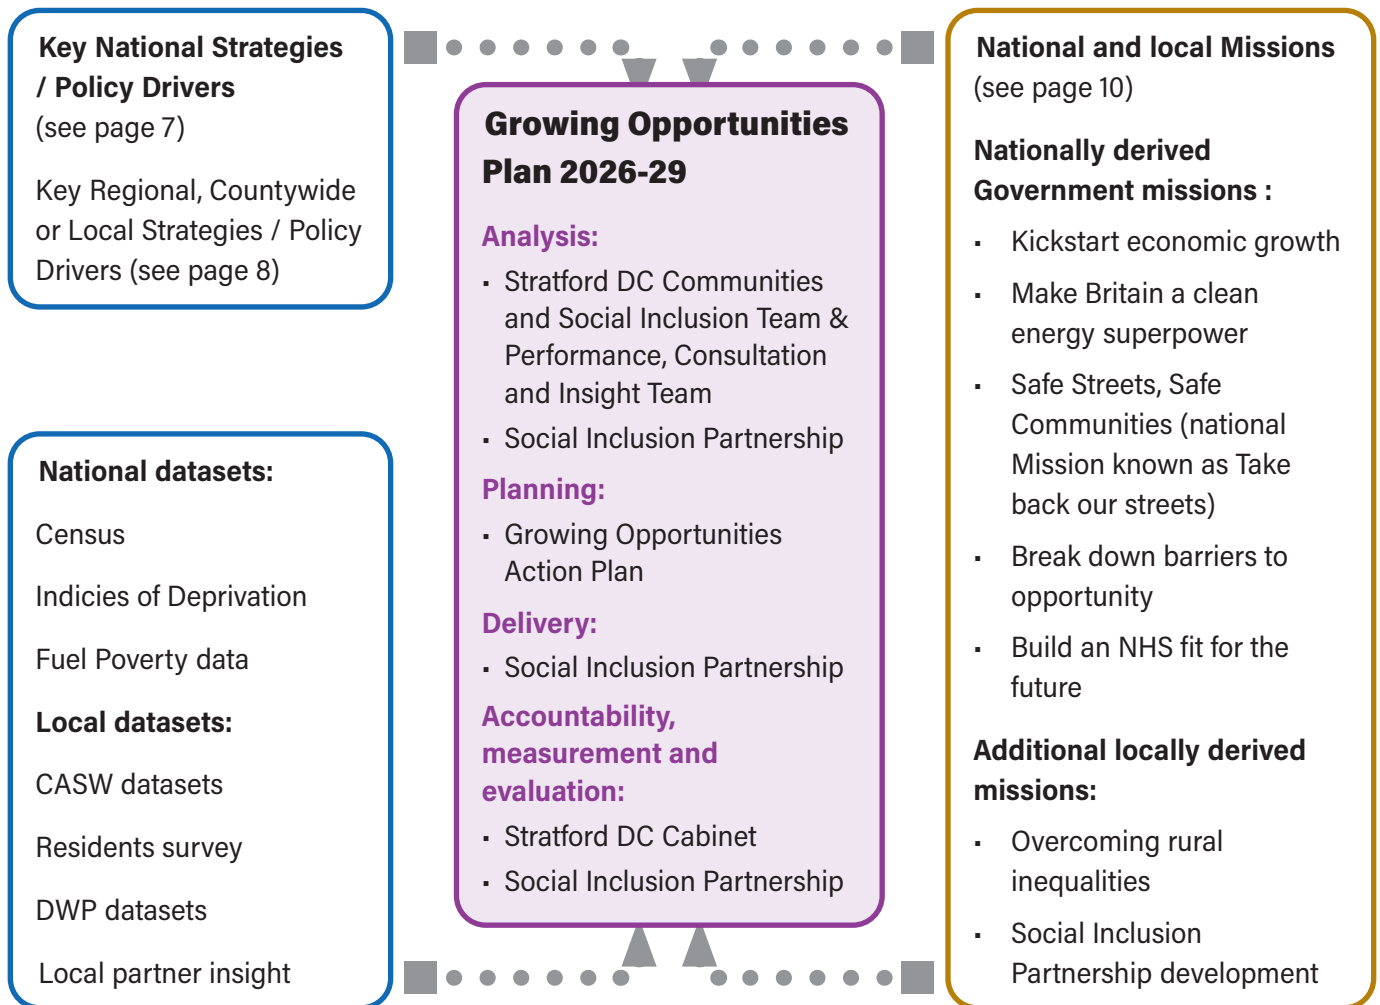 Key National Strategies
/ Policy Drivers
(see page 7)
Key Regional, Countywide
or Local Strategies / Policy
Drivers (see page 8)
National datasets:
Census
Indicies of Deprivation
Fuel Poverty data
Local datasets:
CASW datasets
Residents survey
DWP datasets
Local partner insight
Growing Opportunities
Plan 2026-29
Analysis:
· Stratford DC Communities
and Social Inclusion Team &
Performance, Consultation
and Insight Team
· Social Inclusion Partnership
Planning:
· Growing Opportunities
Action Plan
Delivery:
· Social Inclusion Partnership
Accountability,
measurement and
evaluation:
· Stratford DC Cabinet
· Social Inclusion Partnership
National and local Missions
(see page 10)
Nationally derived
Government missions :
· Kickstart economic growth
· Make Britain a clean
energy superpower
· Safe Streets, Safe
Communities (national
Mission known as Take
back our streets)
· Break down barriers to
opportunity
· Build an NHS fit for the
future
Additional locally derived
missions:
· Overcoming rural
inequalities
· Social Inclusion
Partnership development